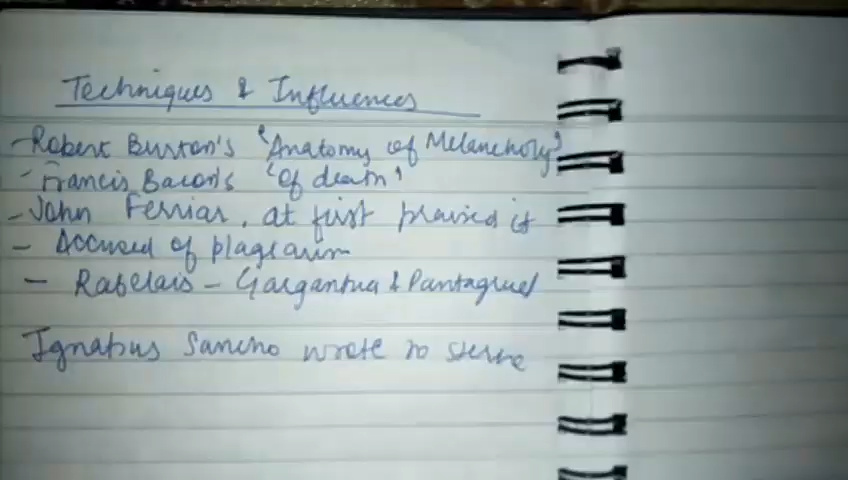 Techniques & Influences
- Robert Burton's 'Anatomy of Melancholy'
- Francis Bacon's 'Of death'
- John Ferriar, at first praised it
- Accused of plagearism
- Rabelais - Gargantua & Pantagruel
Ignatius Sancho wrote to sterne